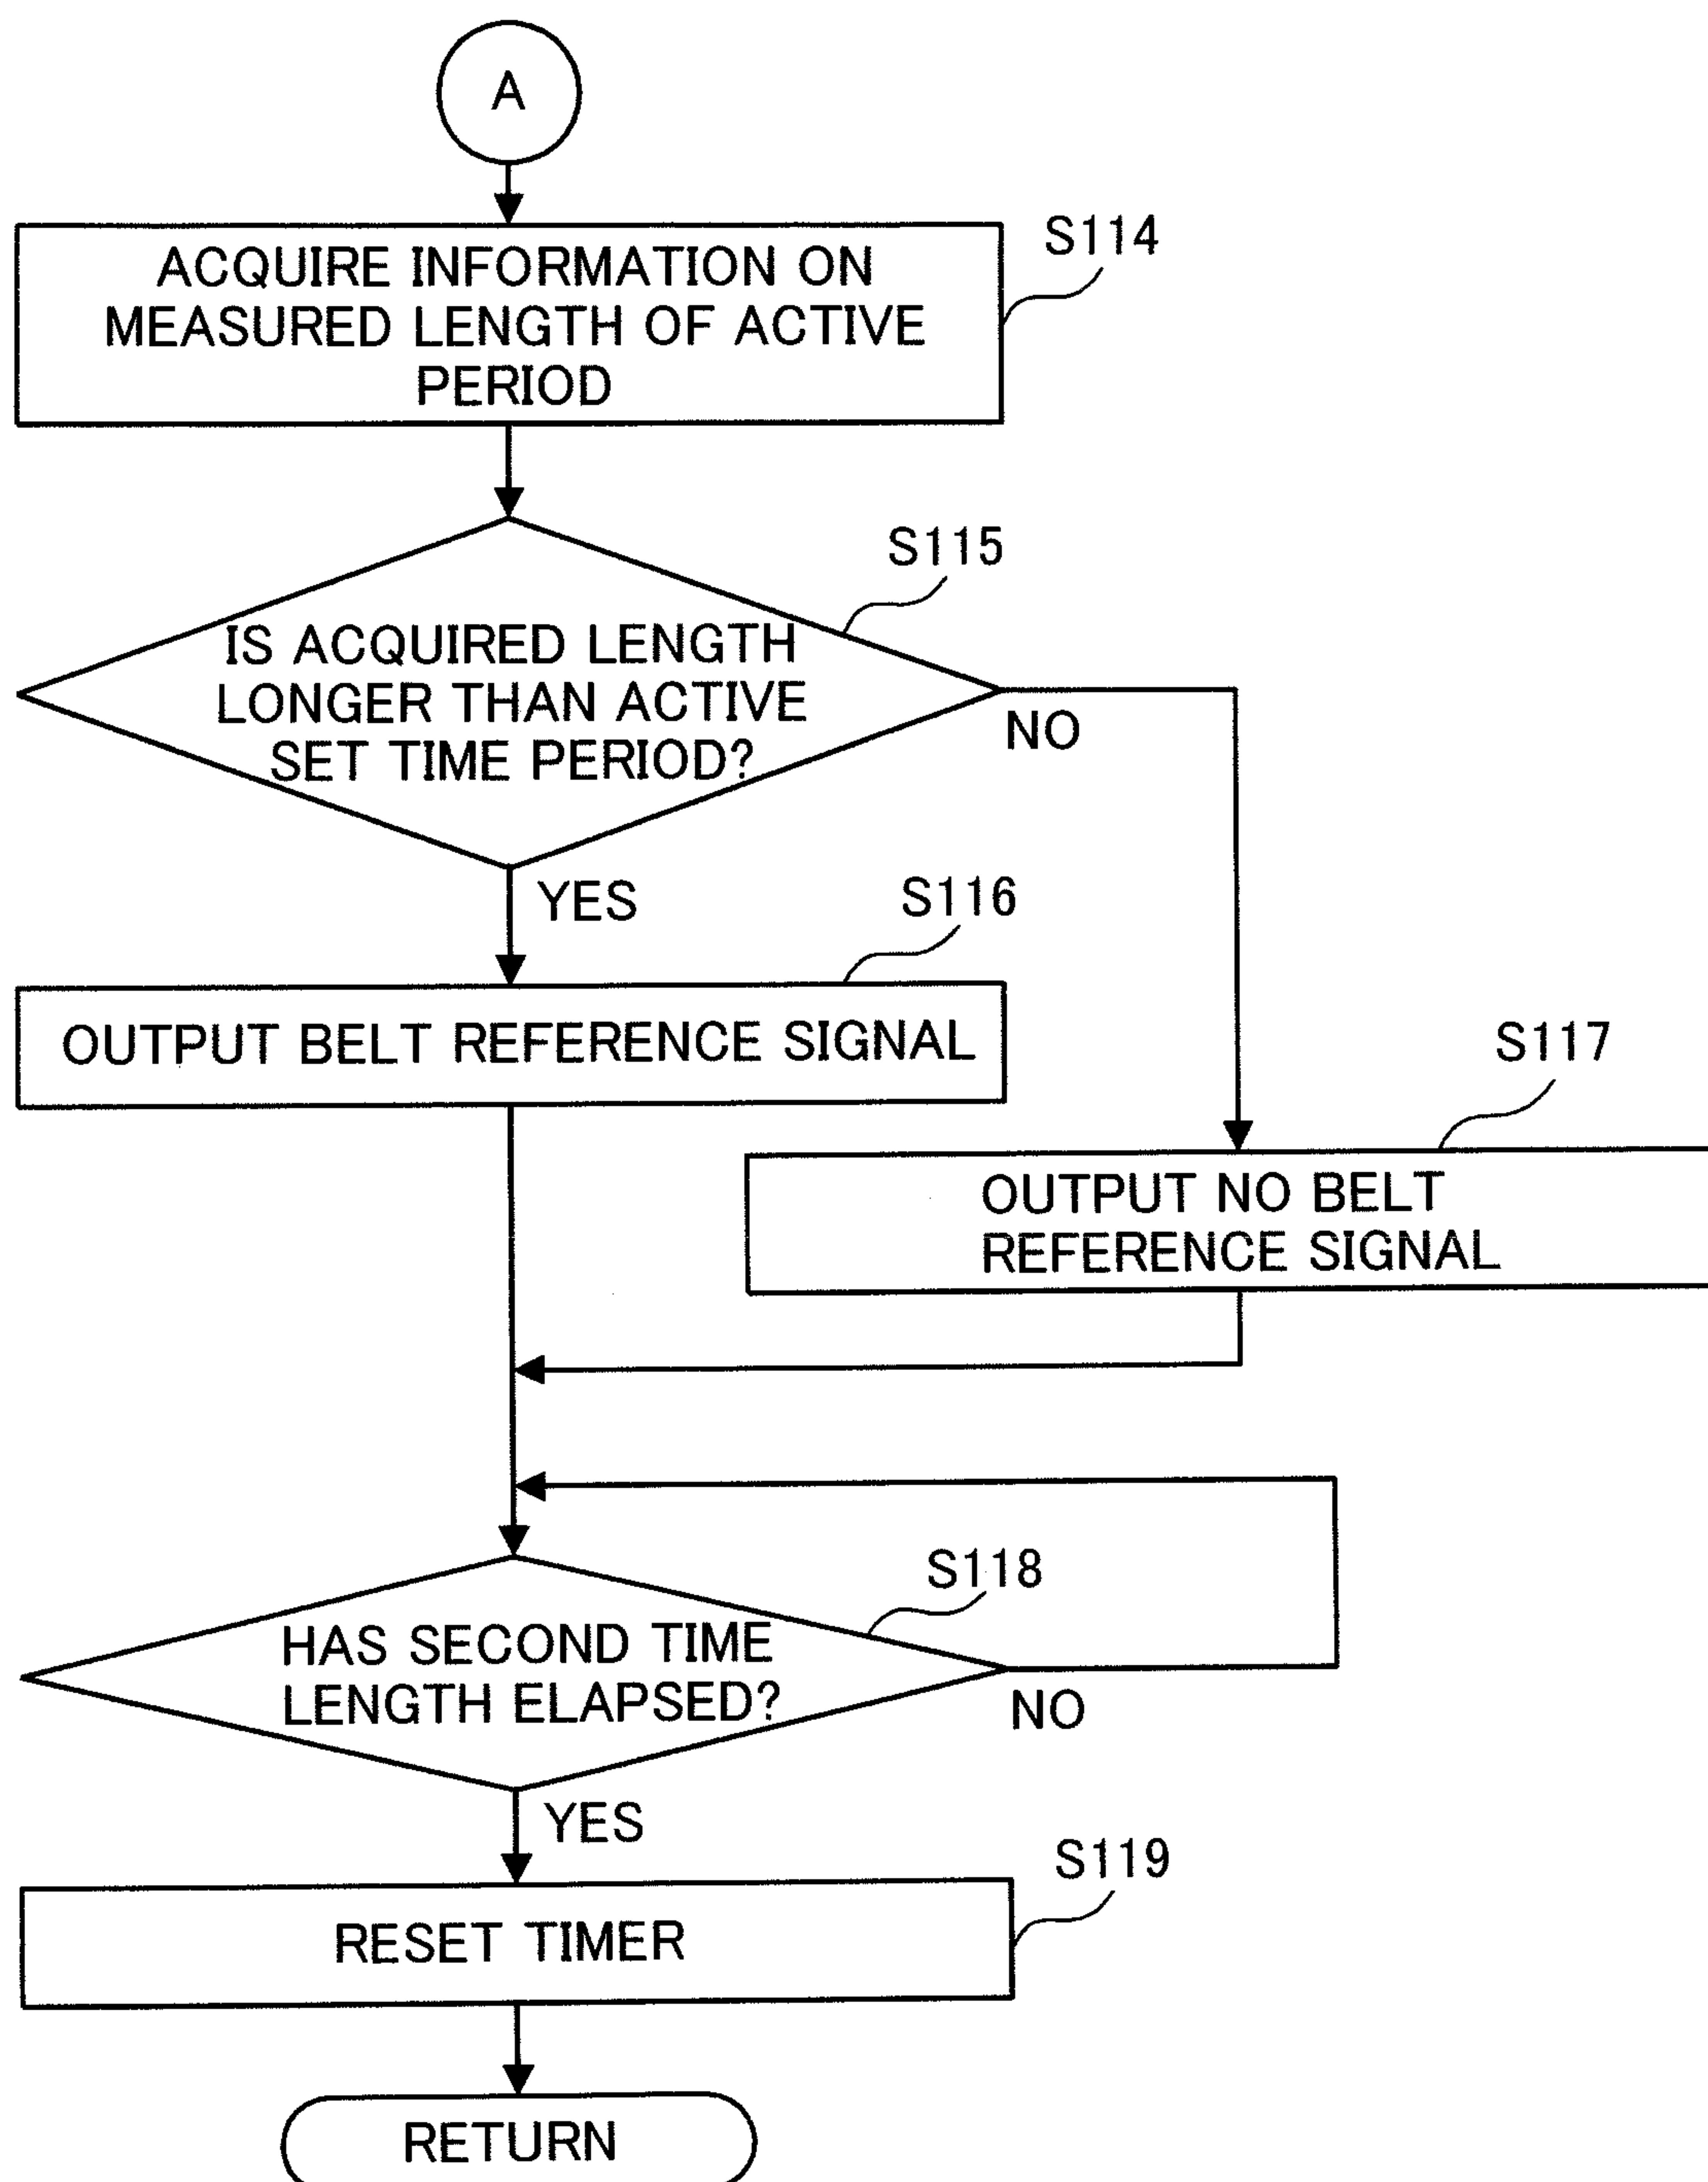 A
S114
ACQUIRE INFORMATION ON
MEASURED LENGTH OF ACTIVE
PERIOD
S115
IS ACQUIRED LENGTH
LONGER THAN ACTIVE
SET TIME PERIOD?
NO
YES
S116
OUTPUT BELT REFERENCE SIGNAL
S117
OUTPUT NO BELT
REFERENCE SIGNAL
S118
HAS SECOND TIME
LENGTH ELAPSED?
NO
YES
S119
RESET TIMER
RETURN